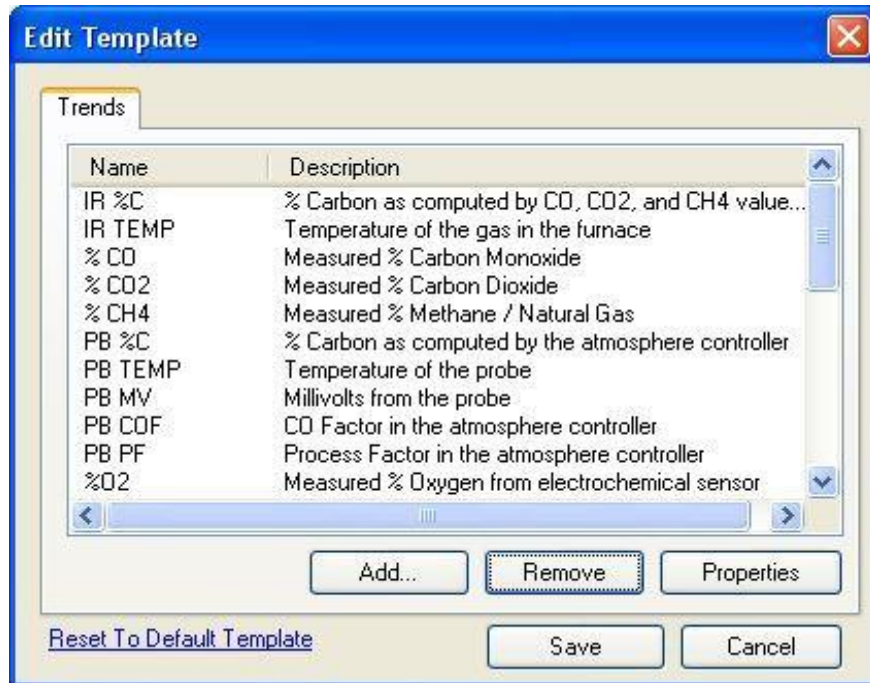 Edit Template
Trends
Name Description
IR %C % Carbon as computed by CO, CO2, and CH4 value...
IR TEMP Temperature of the gas in the furnace
% CO Measured % Carbon Monoxide
% CO2 Measured % Carbon Dioxide
% CH4 Measured % Methane / Natural Gas
PB %C % Carbon as computed by the atmosphere controller
PB TEMP Temperature of the probe
PB MV Millivolts from the probe
PB COF CO Factor in the atmosphere controller
PB PF Process Factor in the atmosphere controller
%O2 Measured % Oxygen from electrochemical sensor
Add... Remove Properties
Reset To Default Template Save Cancel